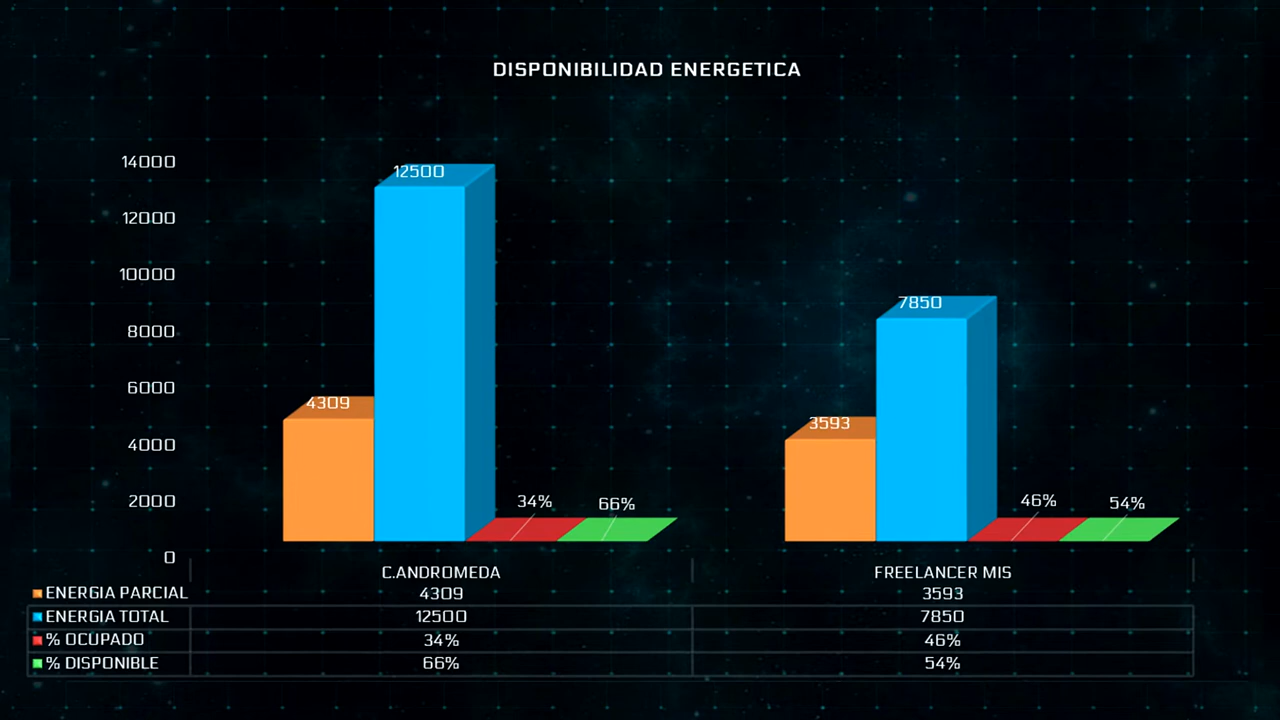 DISPONIBILIDAD ENERGETICA
14000
12000
10000
8000
6000
4000
2000
0
12500
4309
34%
66%
7850
3593
46%
54%
C.ANDROMEDA FREELANCER MIS
ENERGIA PARCIAL 4309 3593
ENERGIA TOTAL 12500 7850
% OCUPADO 34% 46%
% DISPONIBLE 66% 54%